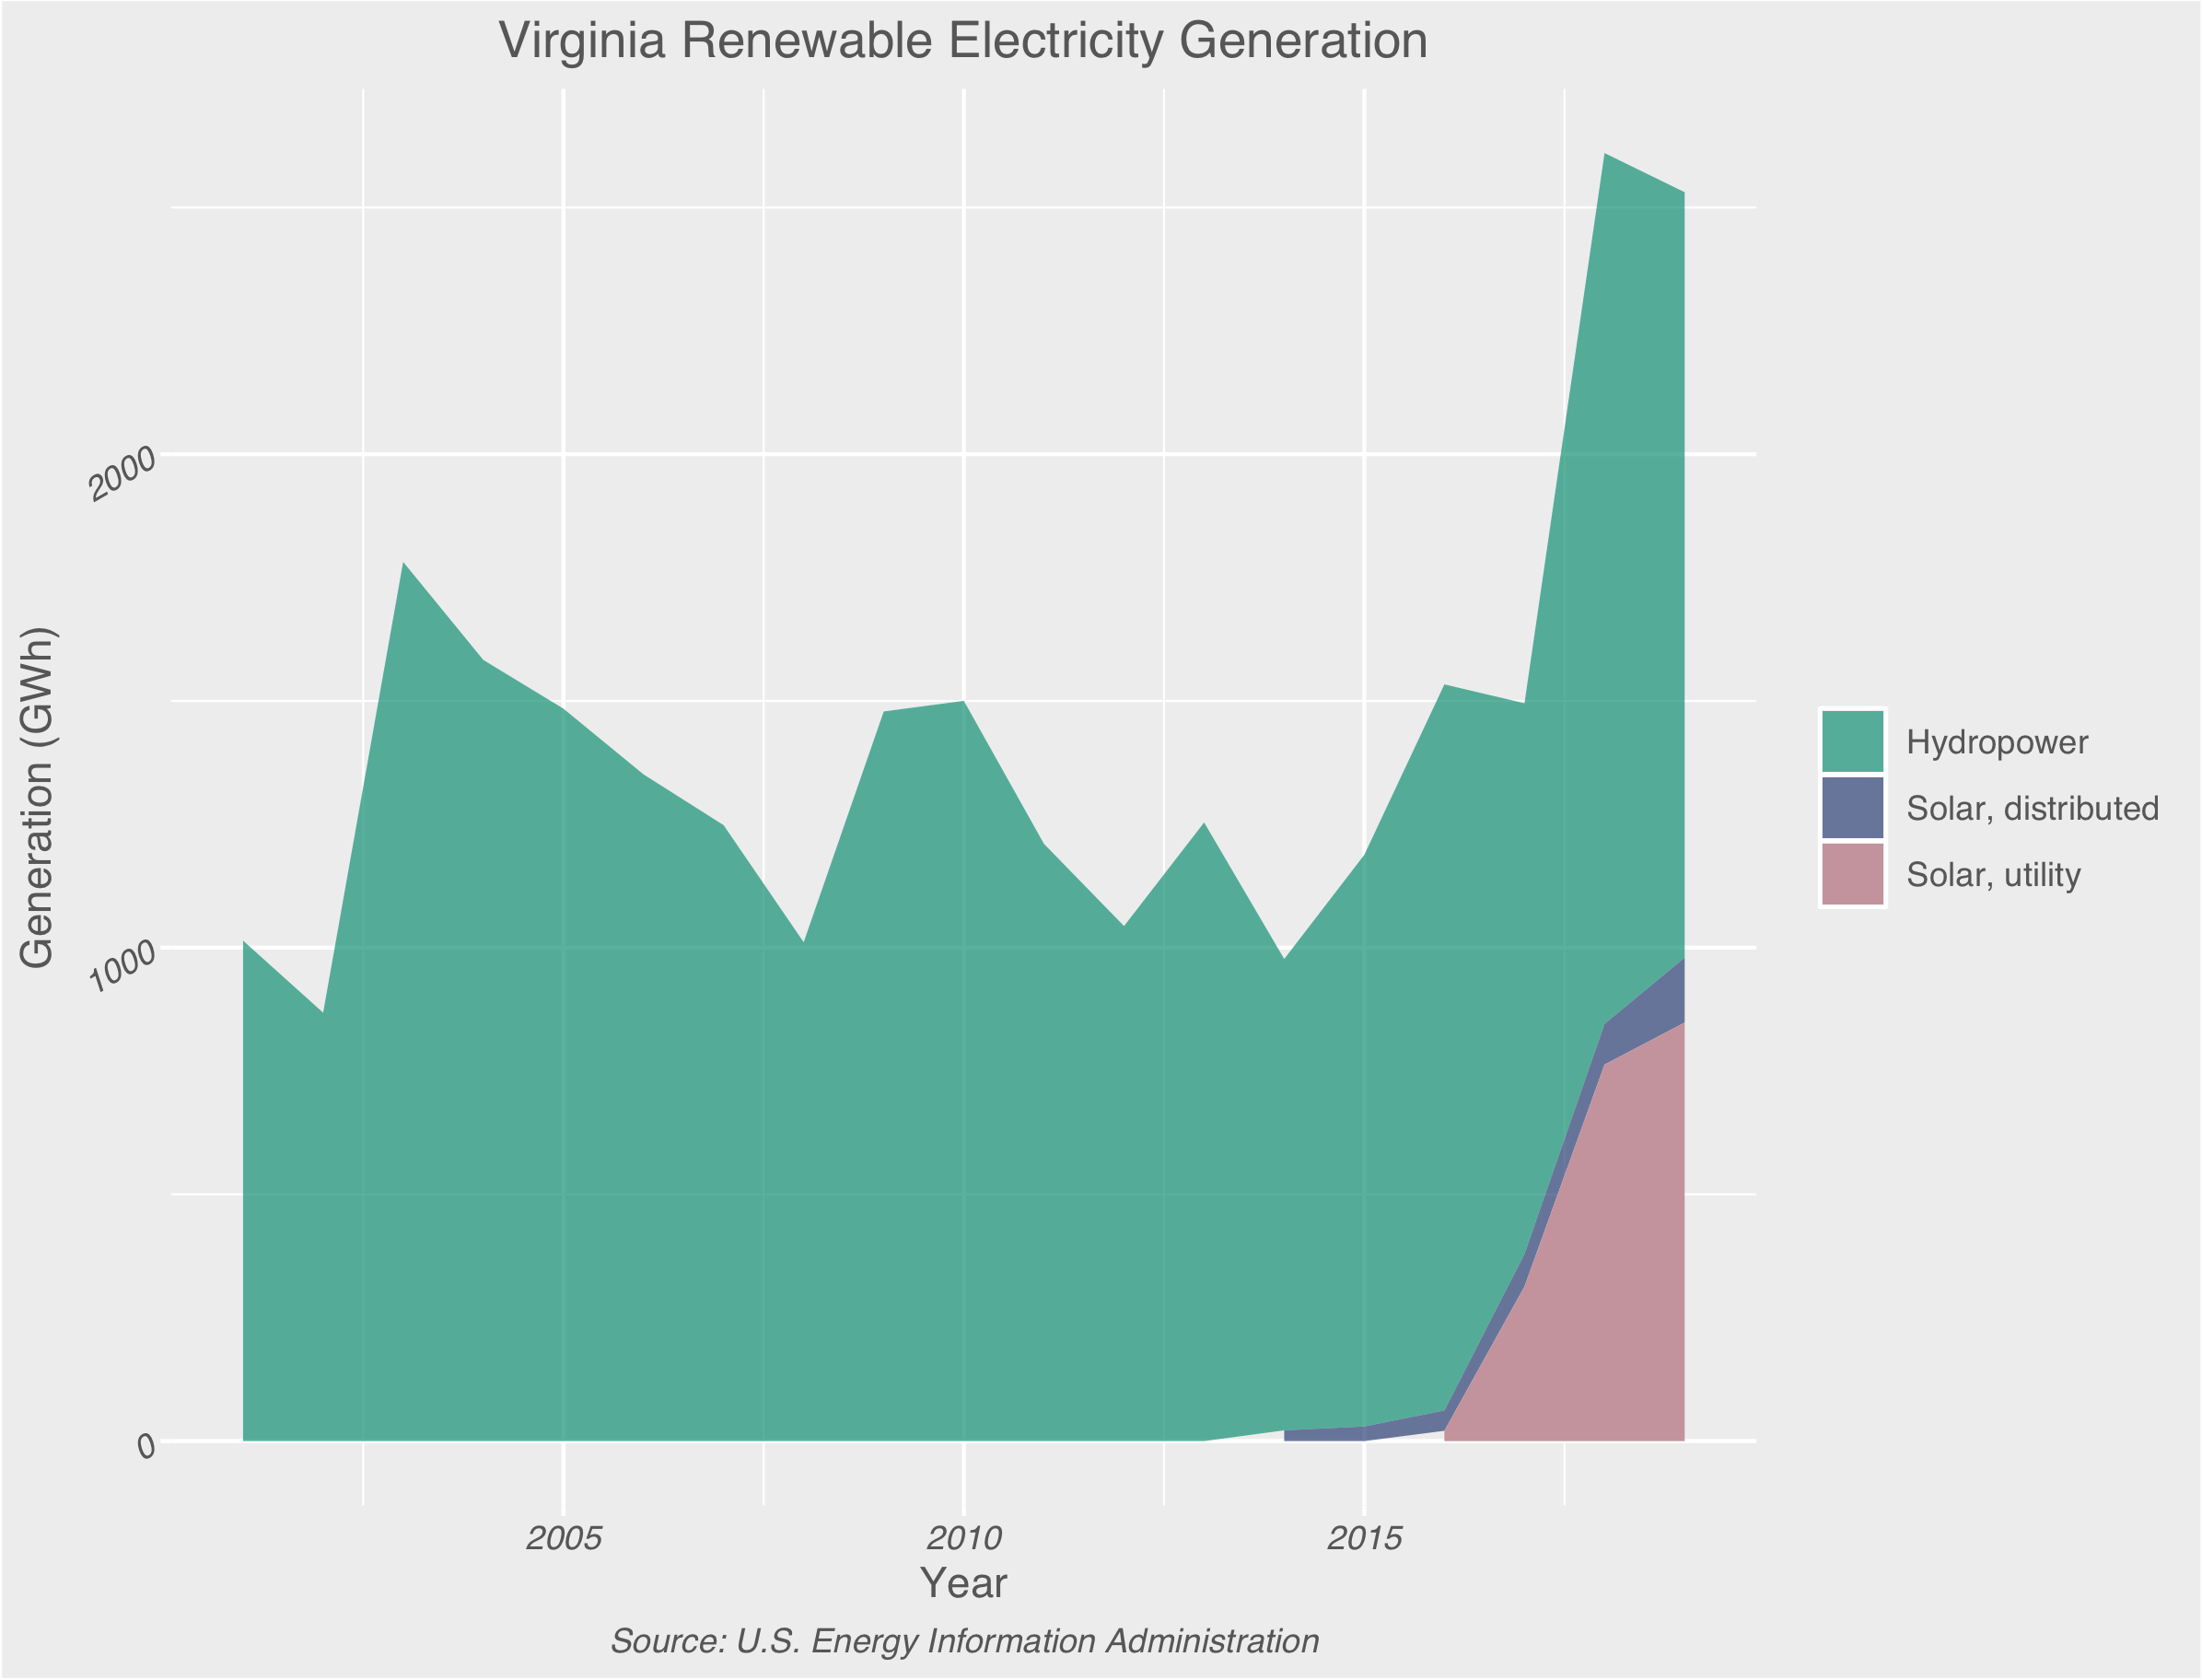 Virginia Renewable Electricity Generation
Generation (GWh)
2000
1000
0
2005
2010
2015
Year
Source: U.S. Energy Information Administration
Hydropower
Solar, distributed
Solar, utility